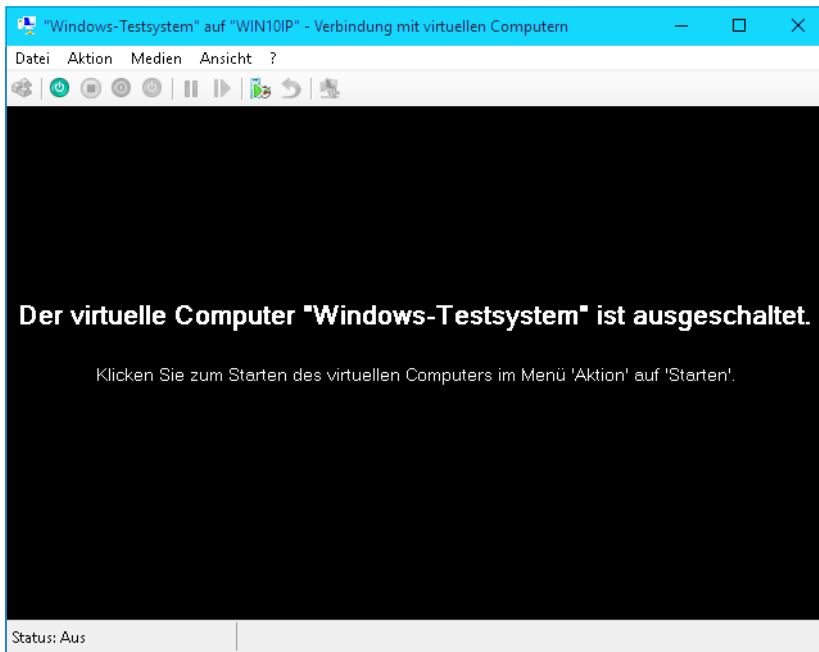 "Windows-Testsystem" auf "WIN10IP" - Verbindung mit virtuellen Computern
Datei Aktion Medien Ansicht ?
Der virtuelle Computer "Windows-Testsystem" ist ausgeschaltet.
Klicken Sie zum Starten des virtuellen Computers im Menü 'Aktion' auf 'Starten'.
Status: Aus